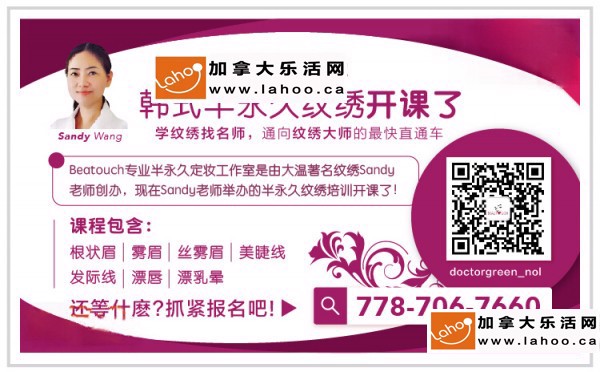 Lahoo
加拿大乐活网
www.lahoo.ca
韩式半永久纹绣开课了
Sandy Wang
学纹绣找名师，通向纹绣大师的最快直通车
Beatouch专业半永久定妆工作室是由大温著名纹绣Sandy
老师创办，现在Sandy老师举办的半永久纹绣培训开课了！
课程包含：
根状眉│雾眉│丝雾眉│美睫线
发际线│漂唇│漂乳晕
doctorgreen_nol
还等什麽?抓紧报名吧!
778-706-7660
Lahoo
加拿大乐活网
www.lahoo.ca